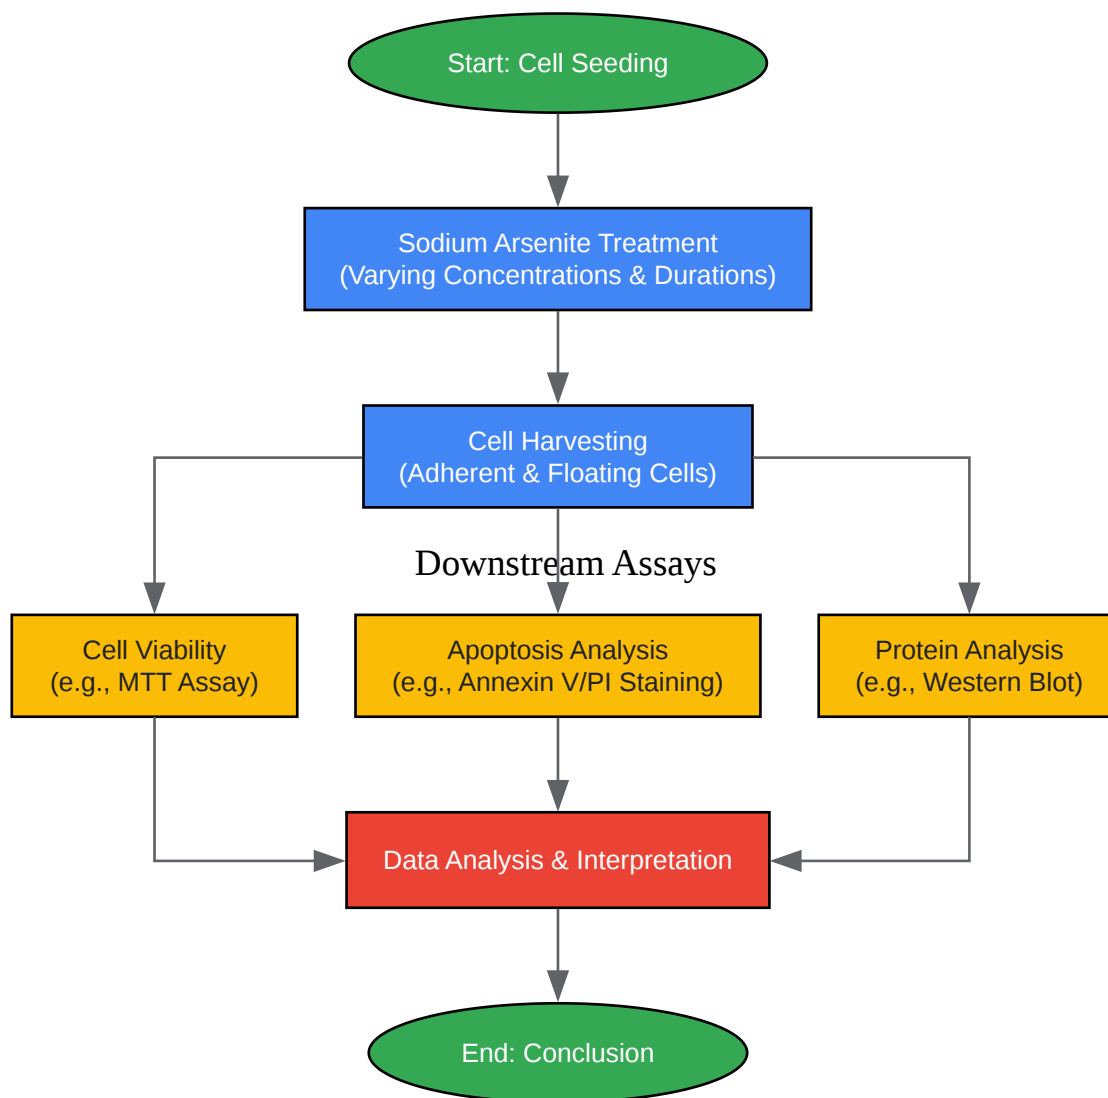 Start: Cell Seeding
Sodium Arsenite Treatment
(Varying Concentrations & Durations)
Cell Harvesting
(Adherent & Floating Cells)
Downstream Assays
Cell Viability
(e.g., MTT Assay)
Apoptosis Analysis
(e.g., Annexin V/PI Staining)
Protein Analysis
(e.g., Western Blot)
Data Analysis & Interpretation
End: Conclusion